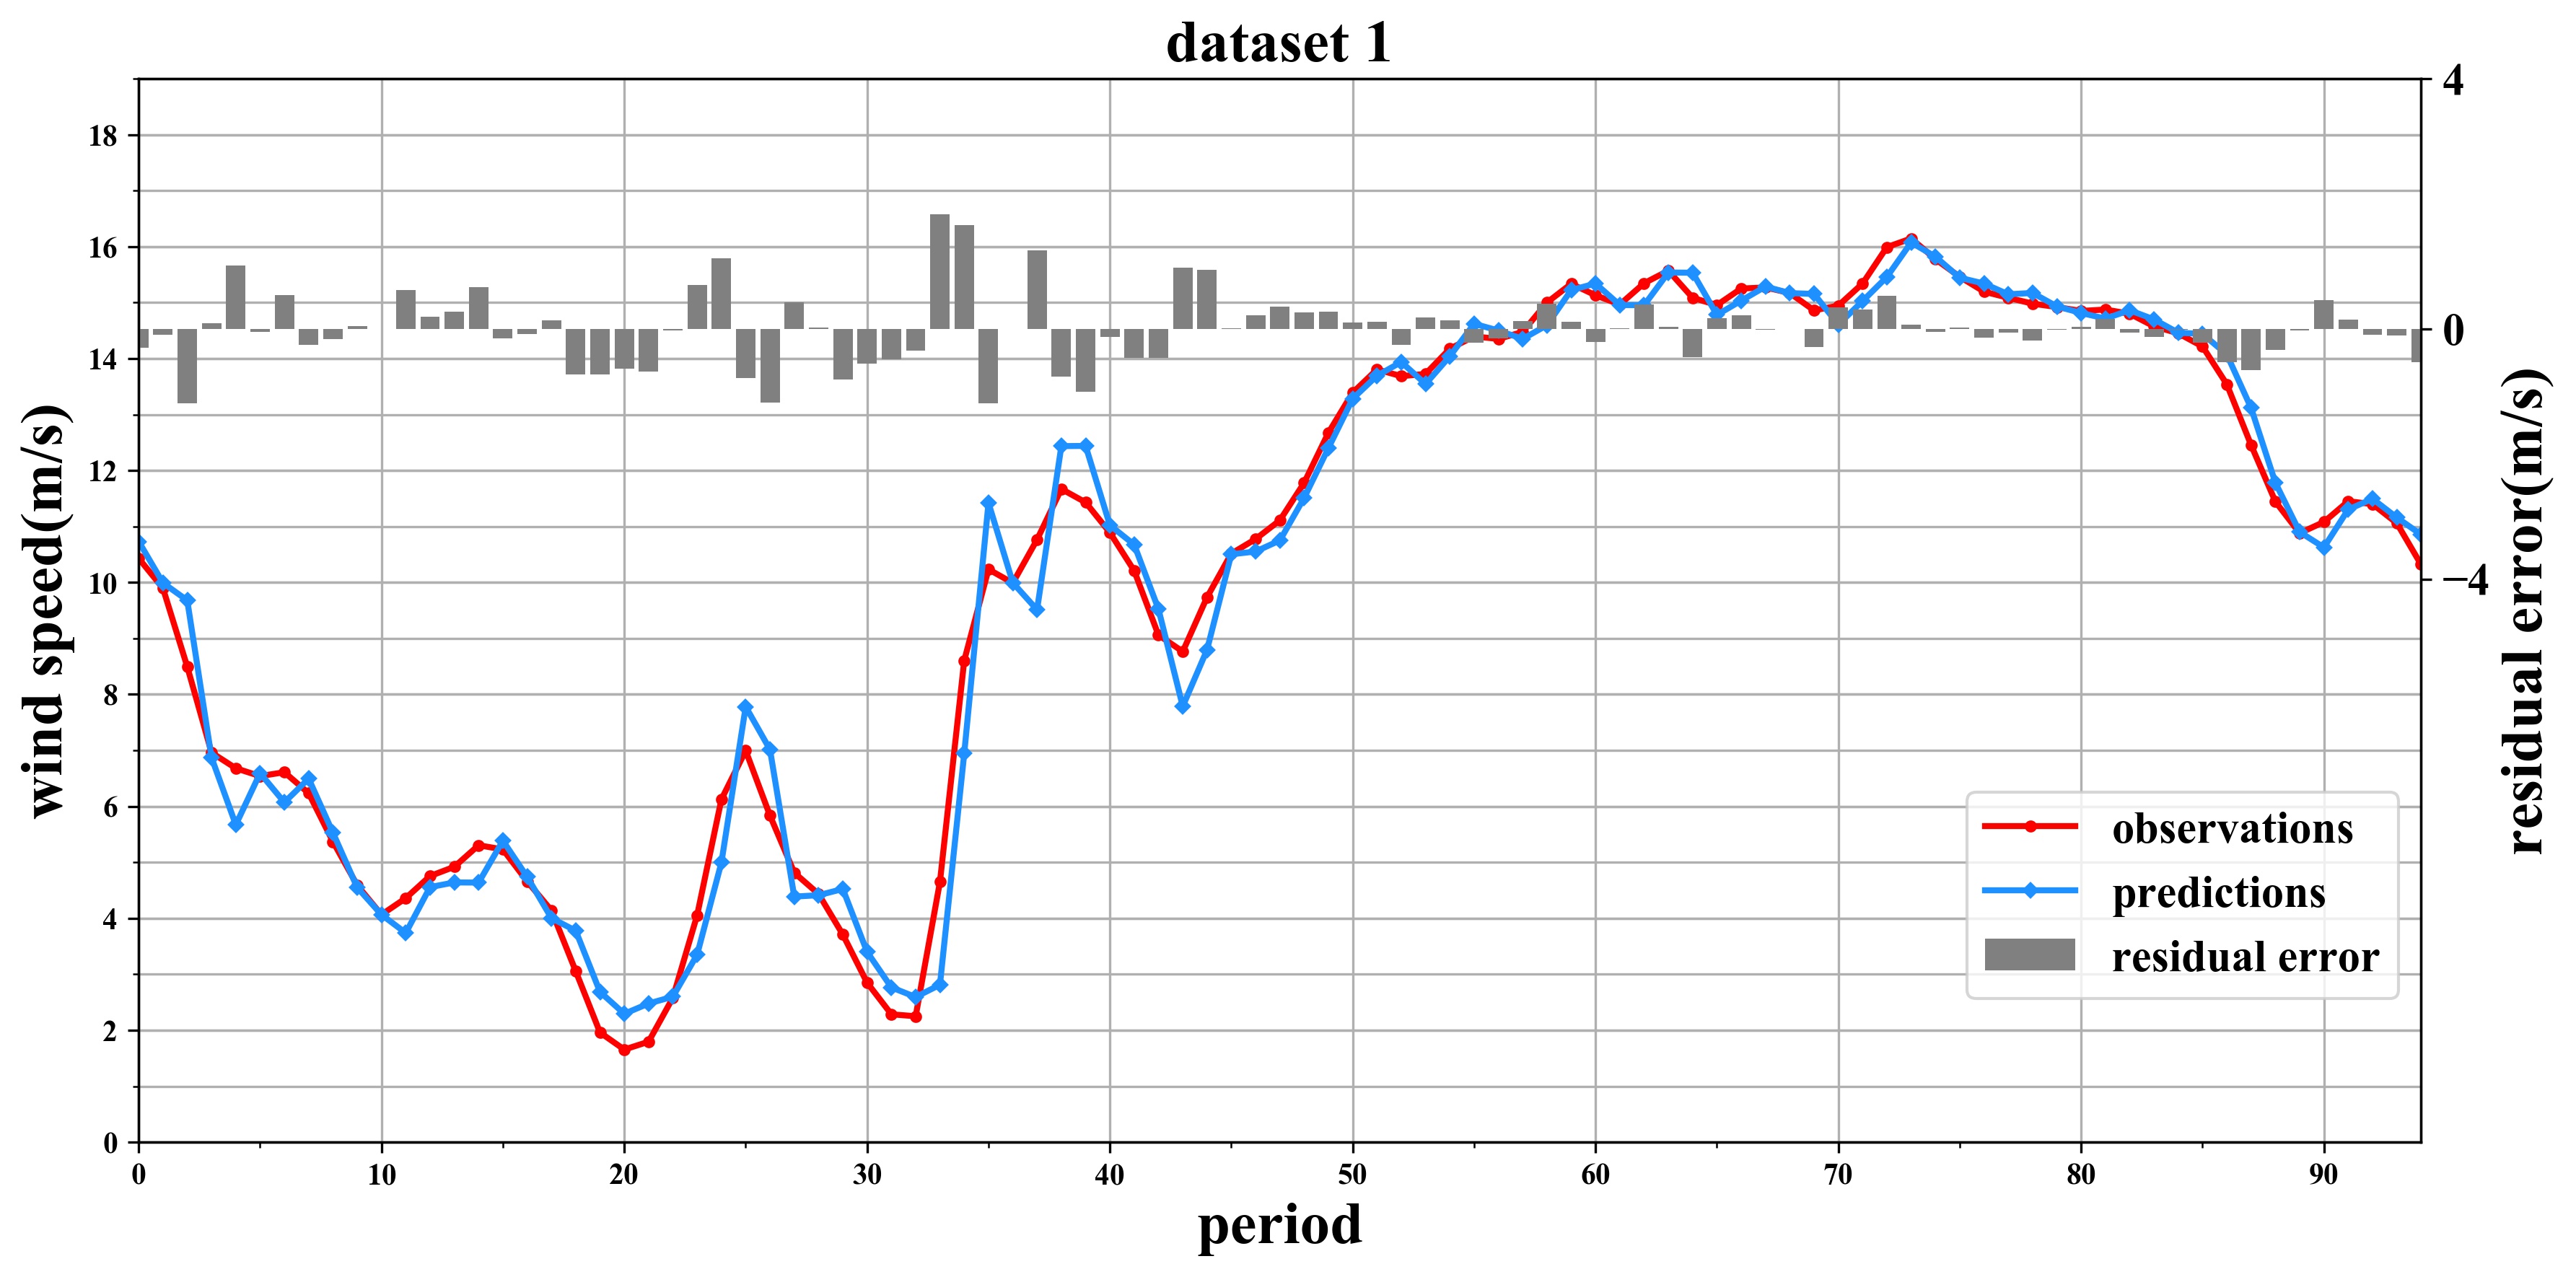 dataset 1
18
16
14
12
10
8
6
4
2
0
wind speed(m/s)
4
0
−4
residual error(m/s)
observations
predictions
residual error
0 10 20 30 40 50 60 70 80 90
period